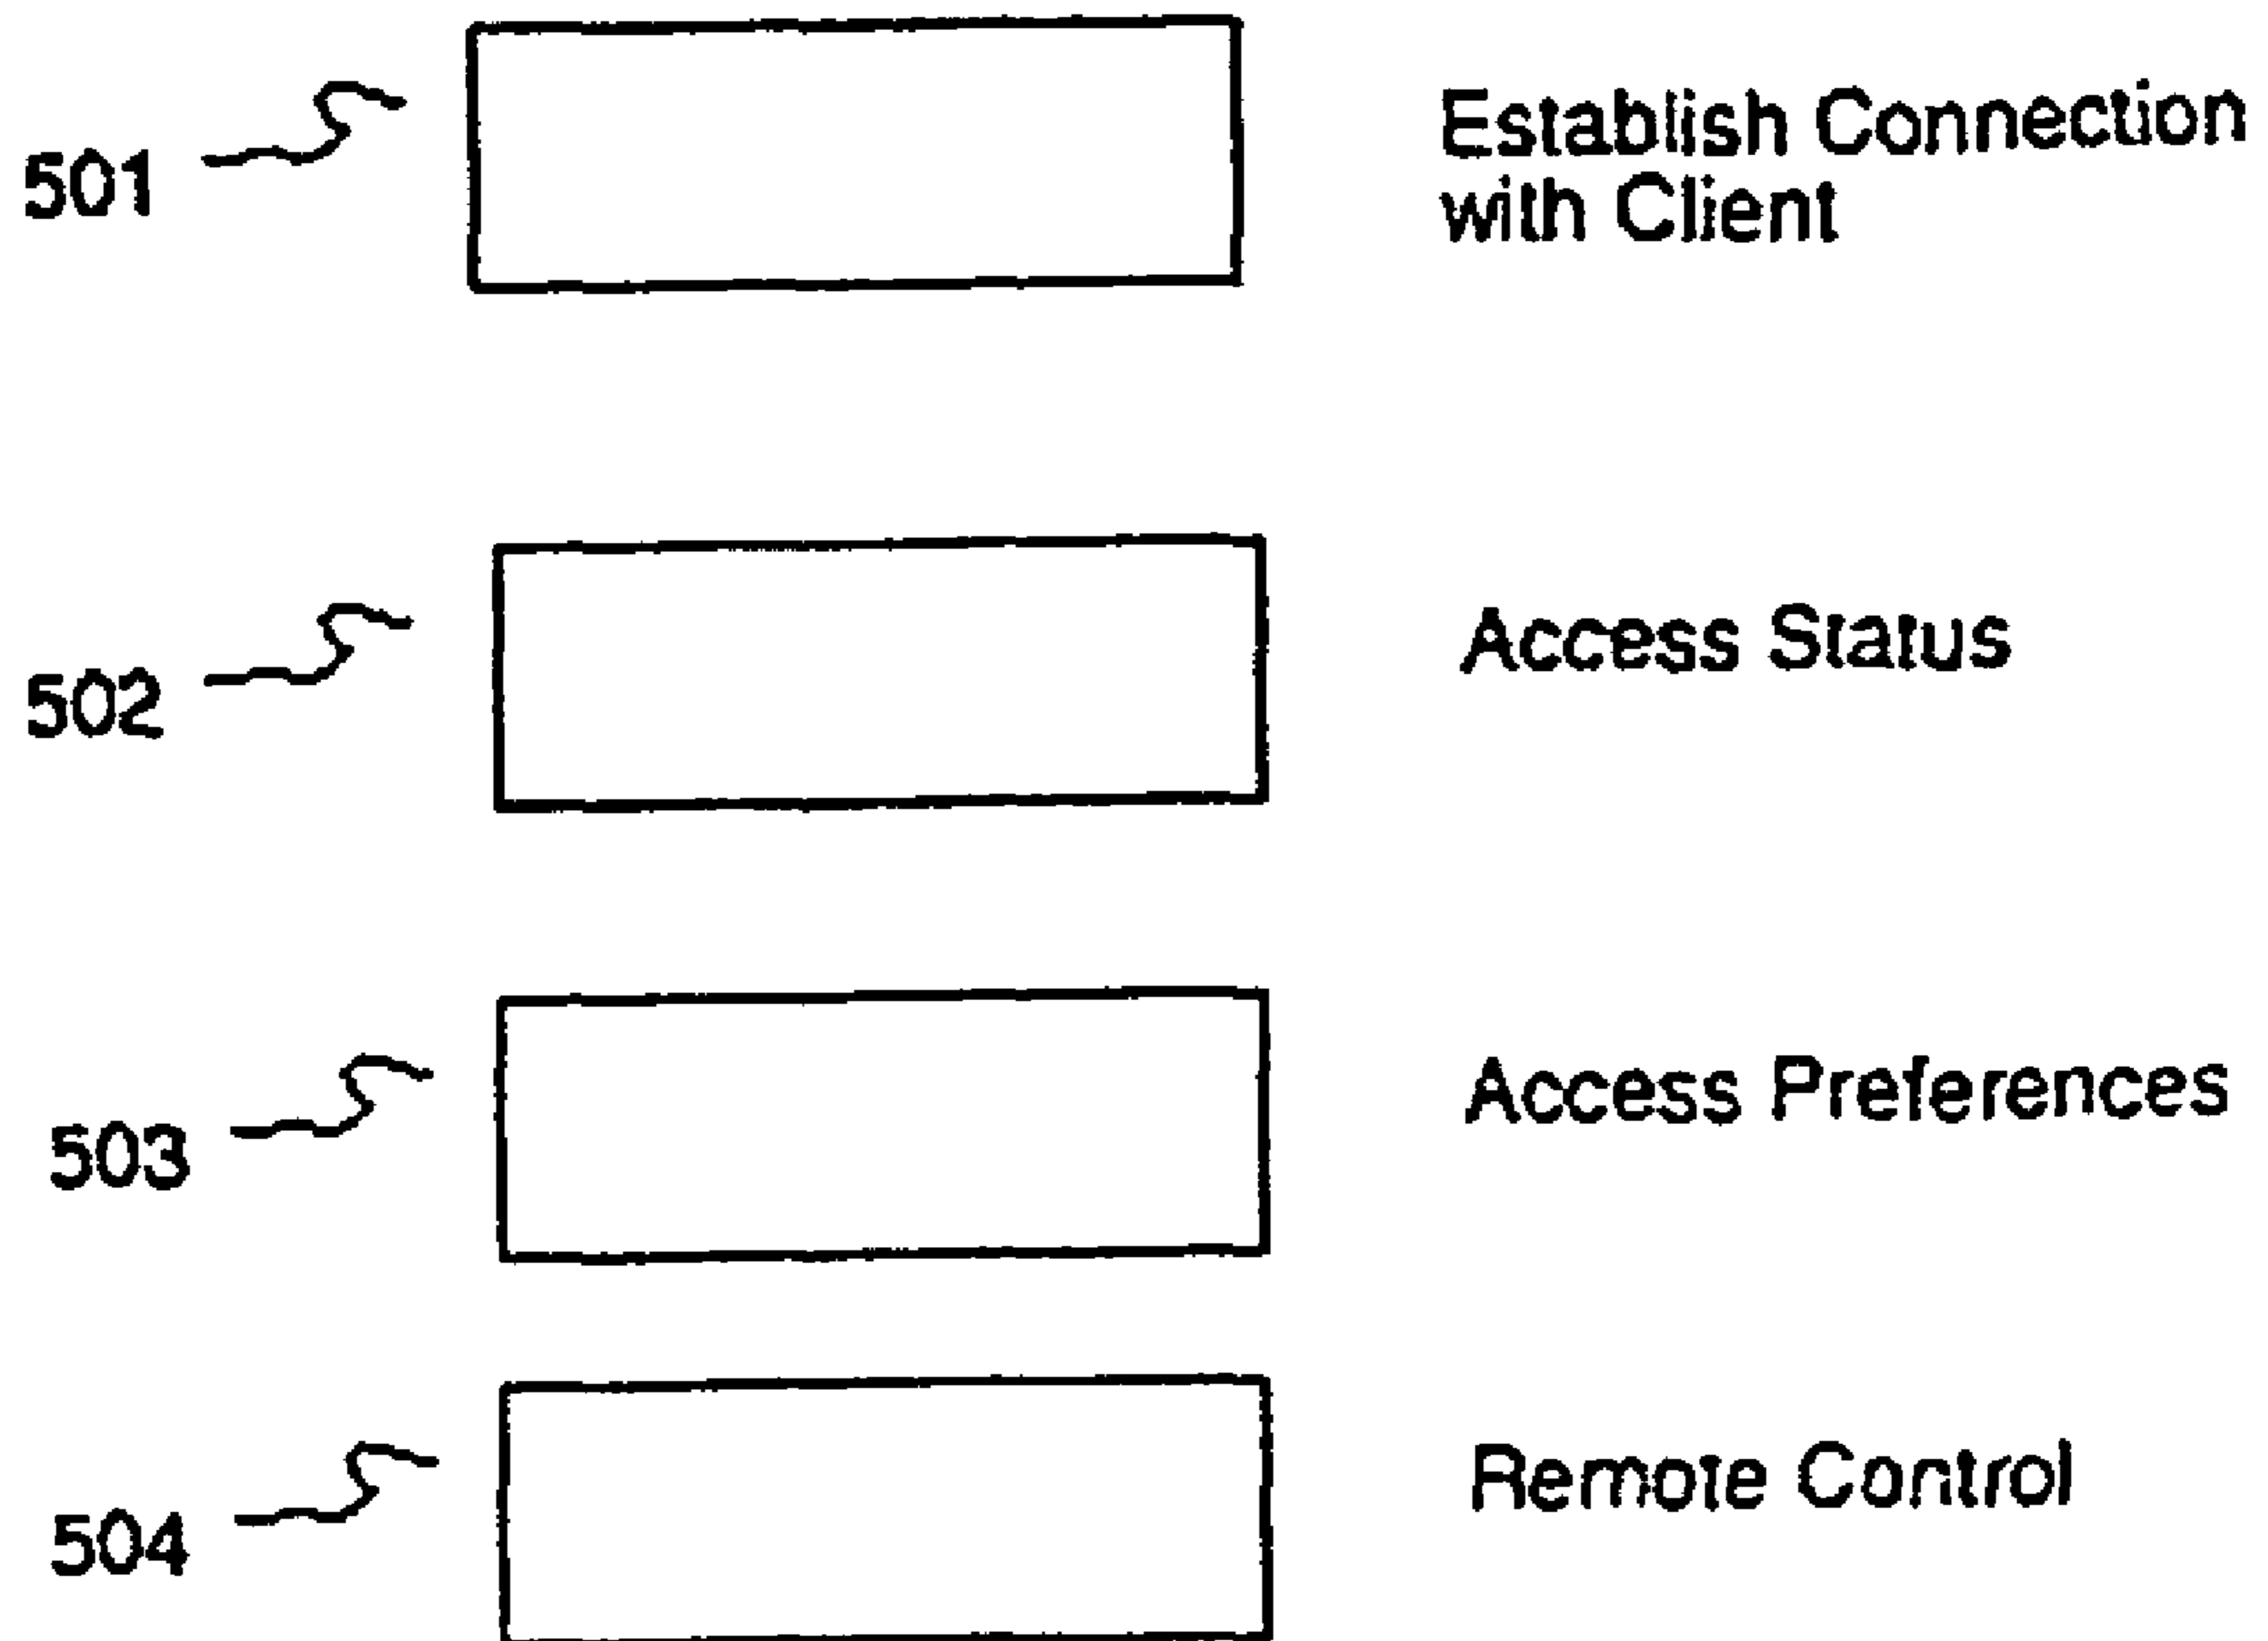 501
Establish Connection
with Client
502
Access Status
503
Access Preferences
504
Remote Control